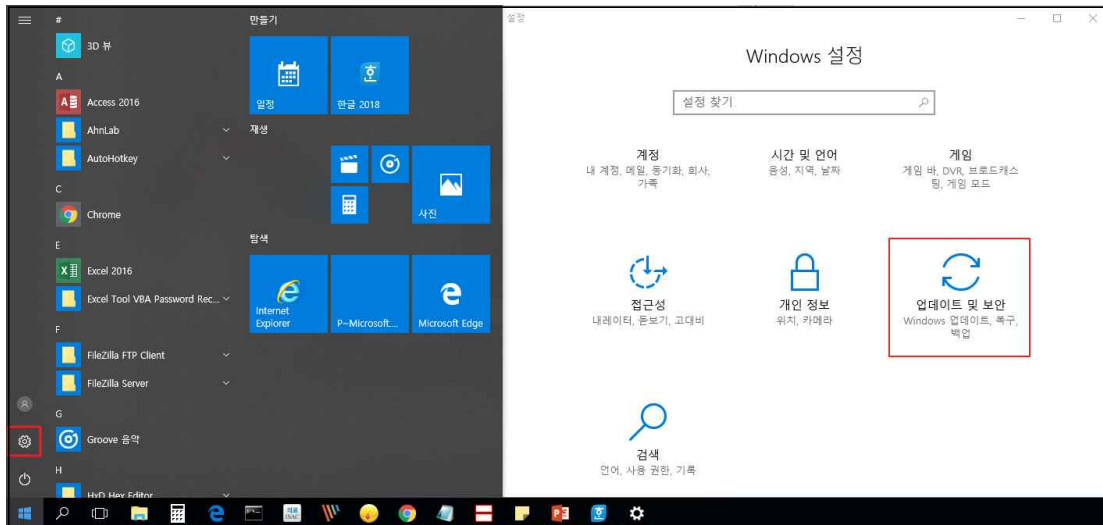 #
3D 뷰
A
Access 2016
AhnLab
AutoHotkey
C
Chrome
E
Excel 2016
Excel Tool VBA Password Rec...
F
FileZilla FTP Client
FileZilla Server
G
Groove 음악
H
HxD Hex Editor
만들기
일정
한글 2018
재생
사진
탐색
Internet
Explorer
P~Microsoft....
Microsoft Edge
설정
Windows 설정
설정 찾기
계정
내 계정, 메일, 동기화, 회사,
가족
시간 및 언어
음성, 지역, 날짜
게임
게임 바, DVR, 브로드캐스
팅, 게임 모드
접근성
내레이터, 돋보기, 고대비
개인 정보
위치, 카메라
업데이트 및 보안
Windows 업데이트, 복구,
백업
검색
언어, 사용 권한, 기록
의료
ISAC